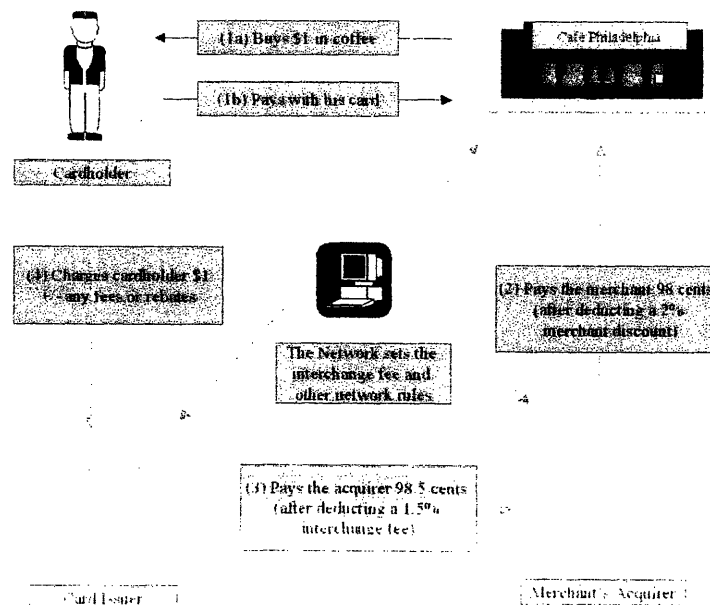 (1a) Buys $1 in coffee
Café Philadelphia
(1b) Pays with his card
Cardholder
(4) Charges cardholder $1
+/- any fees or rebates
(2) Pays the merchant 98 cents
(after deducting a 2%
merchant discount)
The Network sets the
interchange fee and
other network rules
(3) Pays the acquirer 98.5 cents
(after deducting a 1.5%
interchange fee)
Card Issuer
Merchant's Acquirer